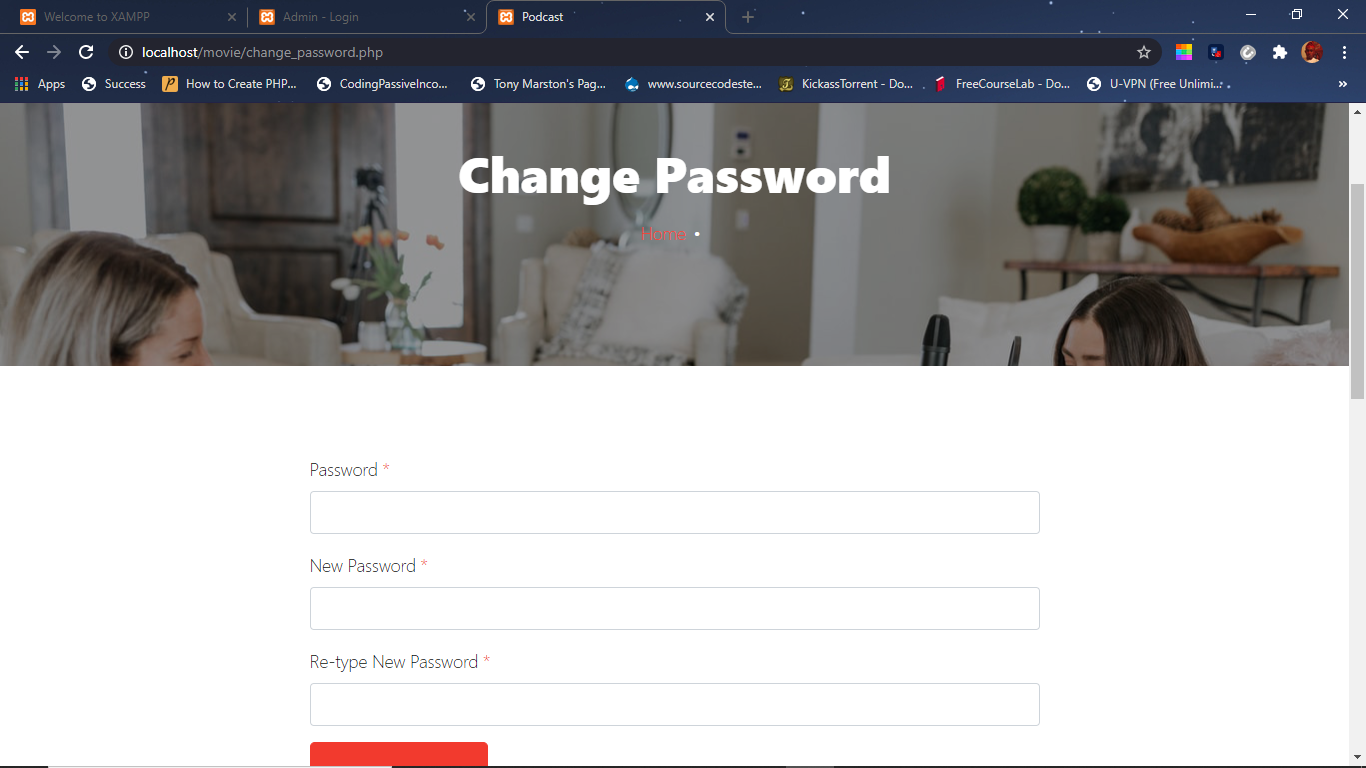 Welcome to XAMPP
Admin - Login
Podcast
localhost/movie/change_password.php
Apps
Success
How to Create PHP...
CodingPassiveInco...
Tony Marston's Pag...
www.sourcecodeste...
KickassTorrent - Do...
FreeCourseLab - Do...
U-VPN (Free Unlimi...
»
Change Password
Home •
Password *
New Password *
Re-type New Password *